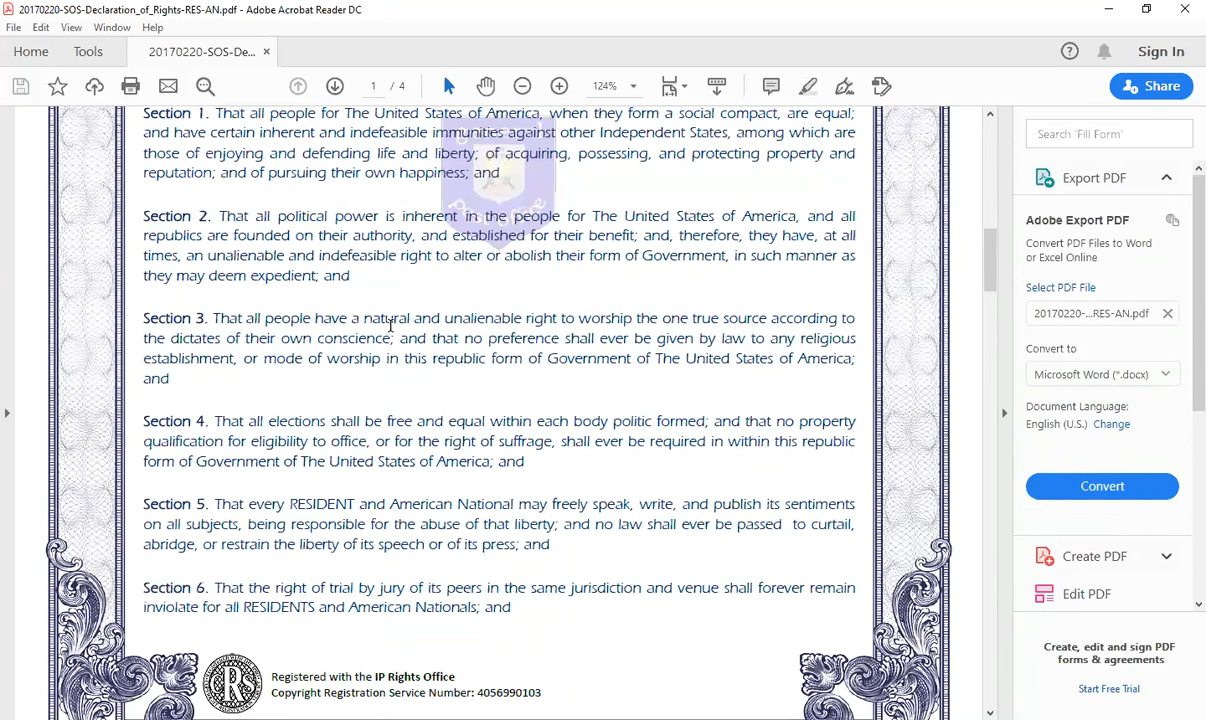 20170220-SOS-Declaration_of_Rights-RES-AN.pdf - Adobe Acrobat Reader DC
File Edit View Window Help
Home Tools 20170220-SOS-De... × Sign In
1 / 4 124% Share
Section 1. That all people for The United States of America, when they form a social compact, are equal;
and have certain inherent and indefeasible immunities against other Independent States, among which are
those of enjoying and defending life and liberty; of acquiring, possessing, and protecting property and
reputation; and of pursuing their own happiness; and
Section 2. That all political power is inherent in the people for The United States of America, and all
republics are founded on their authority, and established for their benefit; and, therefore, they have, at all
times, an unalienable and indefeasible right to alter or abolish their form of Government, in such manner as
they may deem expedient; and
Section 3. That all people have a natural and unalienable right to worship the one true source according to
the dictates of their own conscience; and that no preference shall ever be given by law to any religious
establishment, or mode of worship in this republic form of Government of The United States of America;
and
Section 4. That all elections shall be free and equal within each body politic formed; and that no property
qualification for eligibility to office, or for the right of suffrage, shall ever be required in within this republic
form of Government of The United States of America; and
Section 5. That every RESIDENT and American National may freely speak, write, and publish its sentiments
on all subjects, being responsible for the abuse of that liberty; and no law shall ever be passed to curtail,
abridge, or restrain the liberty of its speech or of its press; and
Section 6. That the right of trial by jury of its peers in the same jurisdiction and venue shall forever remain
inviolate for all RESIDENTS and American Nationals; and
Registered with the IP Rights Office
Copyright Registration Service Number: 4056990103
Search 'Fill Form'
Export PDF
Adobe Export PDF
Convert PDF Files to Word
or Excel Online
Select PDF File
20170220-...RES-AN.pdf
Convert to
Microsoft Word (*.docx)
Document Language:
English (U.S.) Change
Convert
Create PDF
Edit PDF
Create, edit and sign PDF
forms & agreements
Start Free Trial